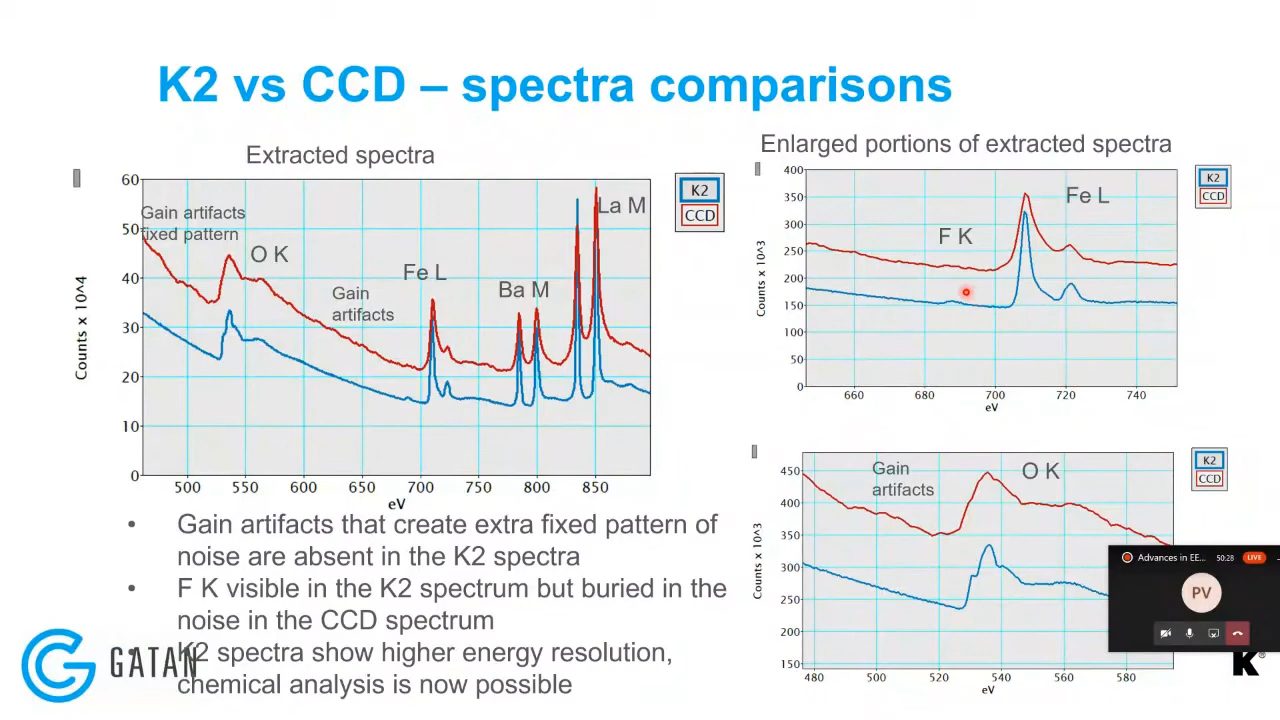 K2 vs CCD – spectra comparisons
Extracted spectra
60
50
40
30
20
10
0
Counts x 10^4
500
550
600
650
700
750
800
850
eV
Gain artifacts
fixed pattern
O K
Gain
artifacts
Fe L
Ba M
La M
K2
CCD
Enlarged portions of extracted spectra
400
350
300
250
200
150
100
50
0
Counts x 10^3
660
680
700
720
740
eV
F K
Fe L
K2
CCD
450
400
350
300
250
200
150
Counts x 10^3
480
500
520
540
560
580
eV
Gain
artifacts
O K
K2
CCD
• Gain artifacts that create extra fixed pattern of
noise are absent in the K2 spectra
• F K visible in the K2 spectrum but buried in the
noise in the CCD spectrum
• K2 spectra show higher energy resolution,
chemical analysis is now possible
GATAN
Advances in EE... 50:28 LIVE
PV
K®